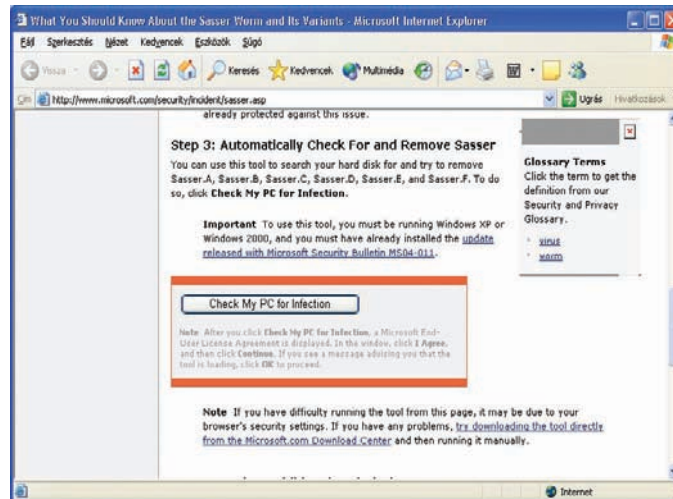 What You Should Know About the Sasser Worm and Its Variants - Microsoft Internet Explorer
Fájl Szerkesztés Nézet Kedvencek Eszközök Súgó
Vissza Keresés Kedvencek Multimédia
Cím http://www.microsoft.com/security/incident/sasser.asp Ugrás Hivatkozások
already protected against this issue.
Step 3: Automatically Check For and Remove Sasser
You can use this tool to search your hard disk for and try to remove
Sasser.A, Sasser.B, Sasser.C, Sasser.D, Sasser.E, and Sasser.F. To do
so, click Check My PC for Infection.
Important To use this tool, you must be running Windows XP or
Windows 2000, and you must have already installed the update
released with Microsoft Security Bulletin MS04-011.
Check My PC for Infection
Note After you click Check My PC for Infection, a Microsoft End-
User License Agreement is displayed. In the window, click I Agree,
and then click Continue. If you see a message advising you that the
tool is loading, click OK to proceed.
Note If you have difficulty running the tool from this page, it may be due to your
browser's security settings. If you have any problems, try downloading the tool directly
from the Microsoft.com Download Center and then running it manually.
Glossary Terms
Click the term to get the
definition from our
Security and Privacy
Glossary.
virus
worm
Internet